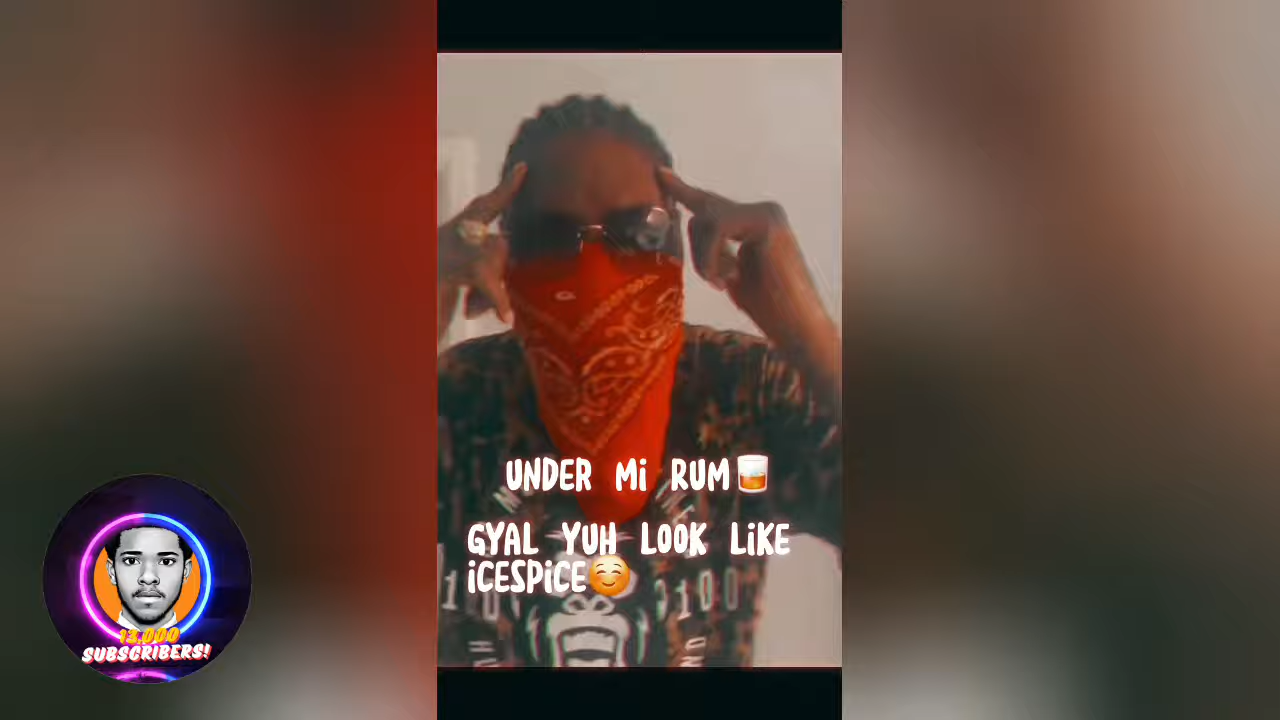 UNDER Mi RUM🥃
GYAL YUH LOOK LiKE
iCESPiCE☺️
13,000
SUBSCRIBERS!